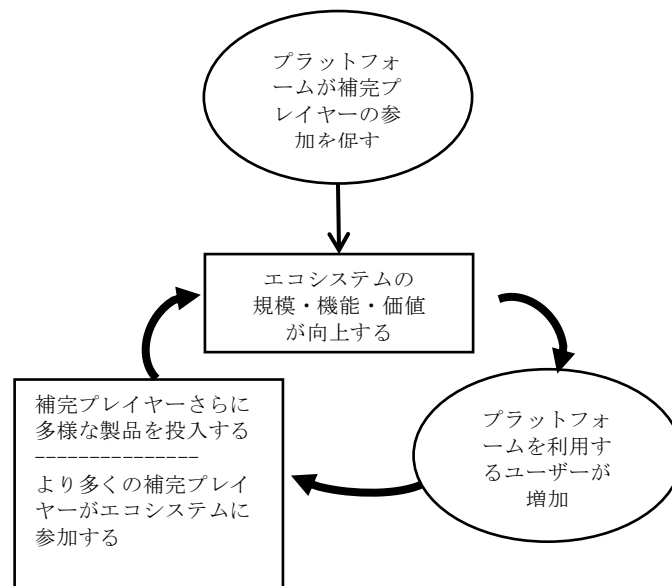 プラットフォ
ームが補完プ
レイヤーの参
加を促す
エコシステムの
規模・機能・価値
が向上する
補完プレイヤーさらに
多様な製品を投入する
---------------
より多くの補完プレイ
ヤーがエコシステムに
参加する
プラットフォ
ームを利用す
るユーザーが
増加